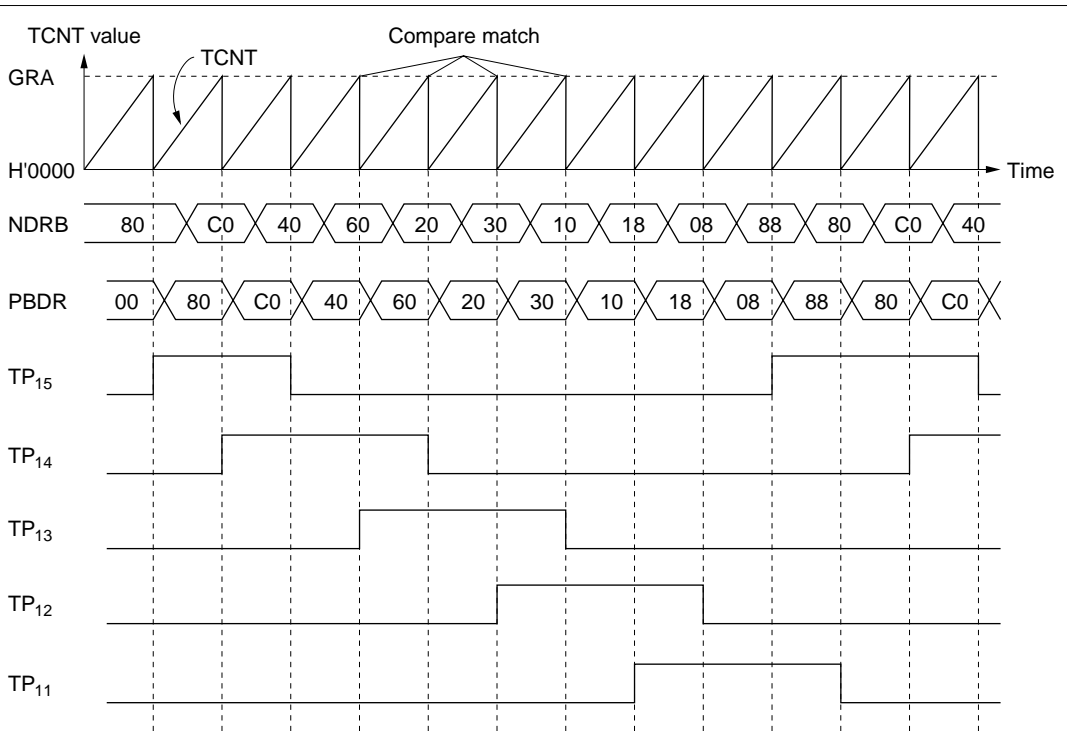 TCNT value
Compare match
TCNT
GRA
H'0000
Time
NDRB 80 C0 40 60 20 30 10 18 08 88 80 C0 40
PBDR 00 80 C0 40 60 20 30 10 18 08 88 80 C0
TP15
TP14
TP13
TP12
TP11